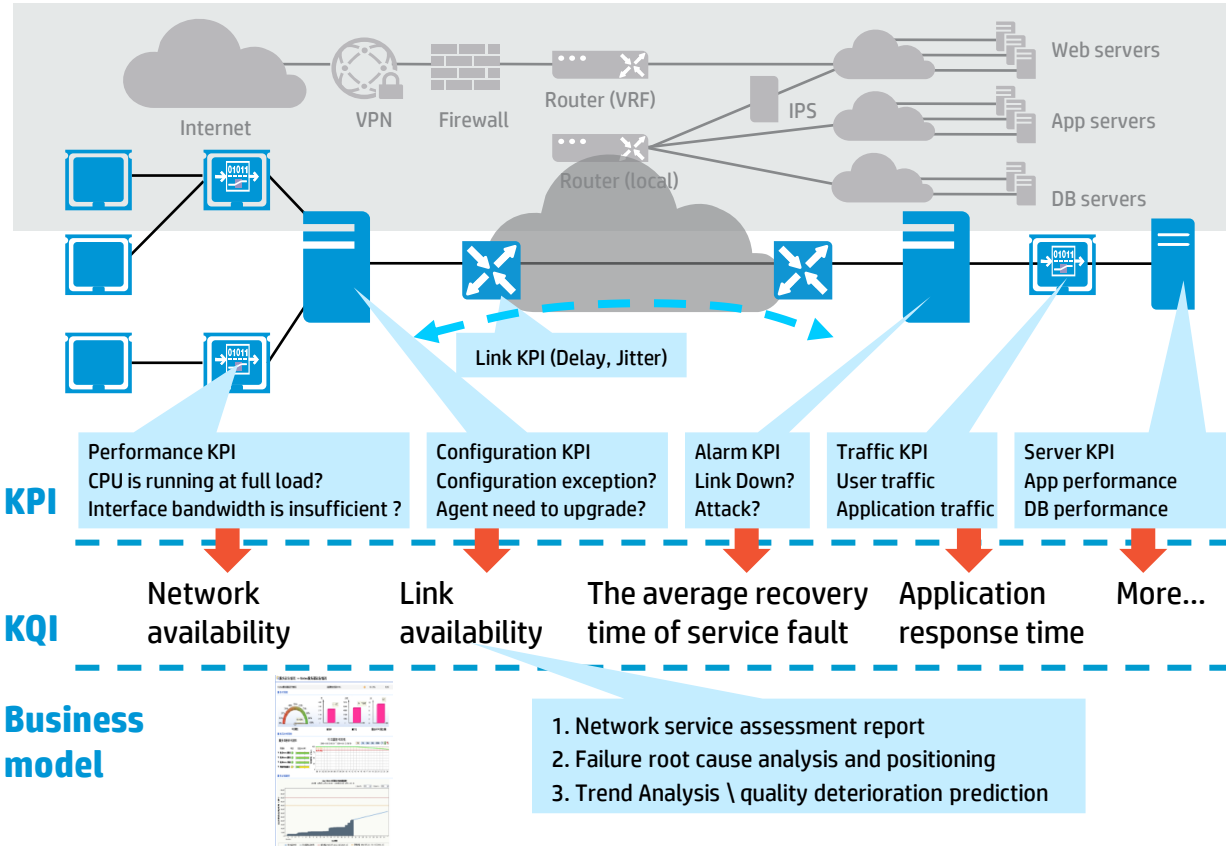 Web servers
Router (VRF)
IPS
VPN
Firewall
Internet
App servers
Router (local)
DB servers
01011
01011
01011
Link KPI (Delay, Jitter)
Performance KPI
CPU is running at full load?
Interface bandwidth is insufficient ?
Configuration KPI
Configuration exception?
Agent need to upgrade?
Alarm KPI
Link Down?
Attack?
Traffic KPI
User traffic
Application traffic
Server KPI
App performance
DB performance
KPI
Network
availability
Link
availability
The average recovery
time of service fault
Application
response time
More...
KQI
Business
model
1. Network service assessment report
2. Failure root cause analysis and positioning
3. Trend Analysis \ quality deterioration prediction